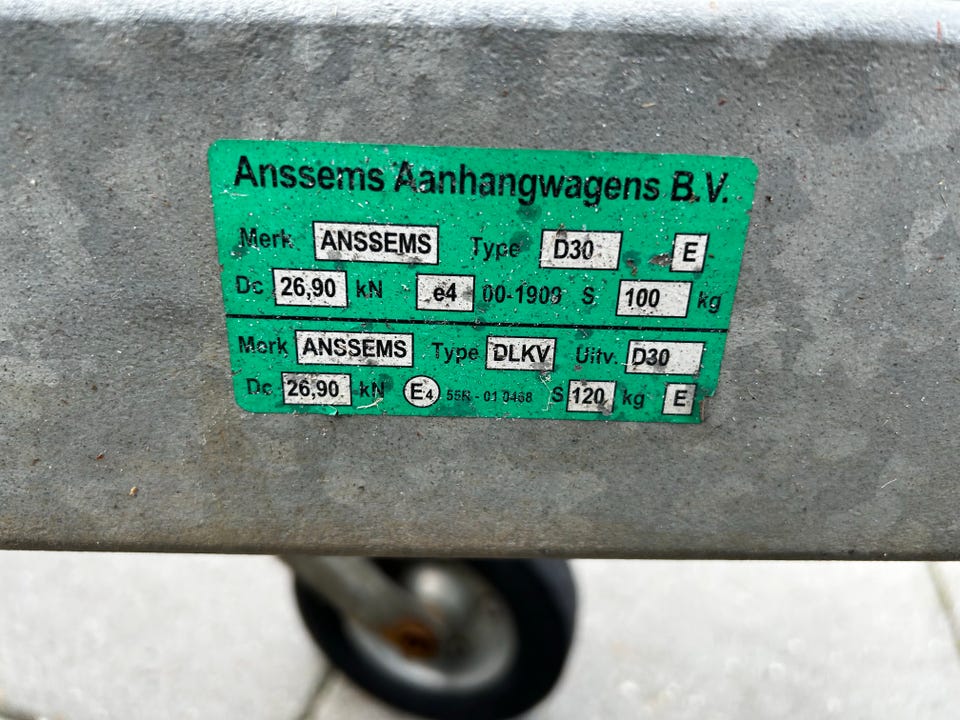 Anssems Aanhangwagens B.V.
Merk ANSSEMS Type D30 E
Dc 26,90 kN e4 00-1909 S 100 kg
Merk ANSSEMS Type DLKV Uitv. D30
Dc 26,90 kN E4 55R - 01 0468 S 120 kg E